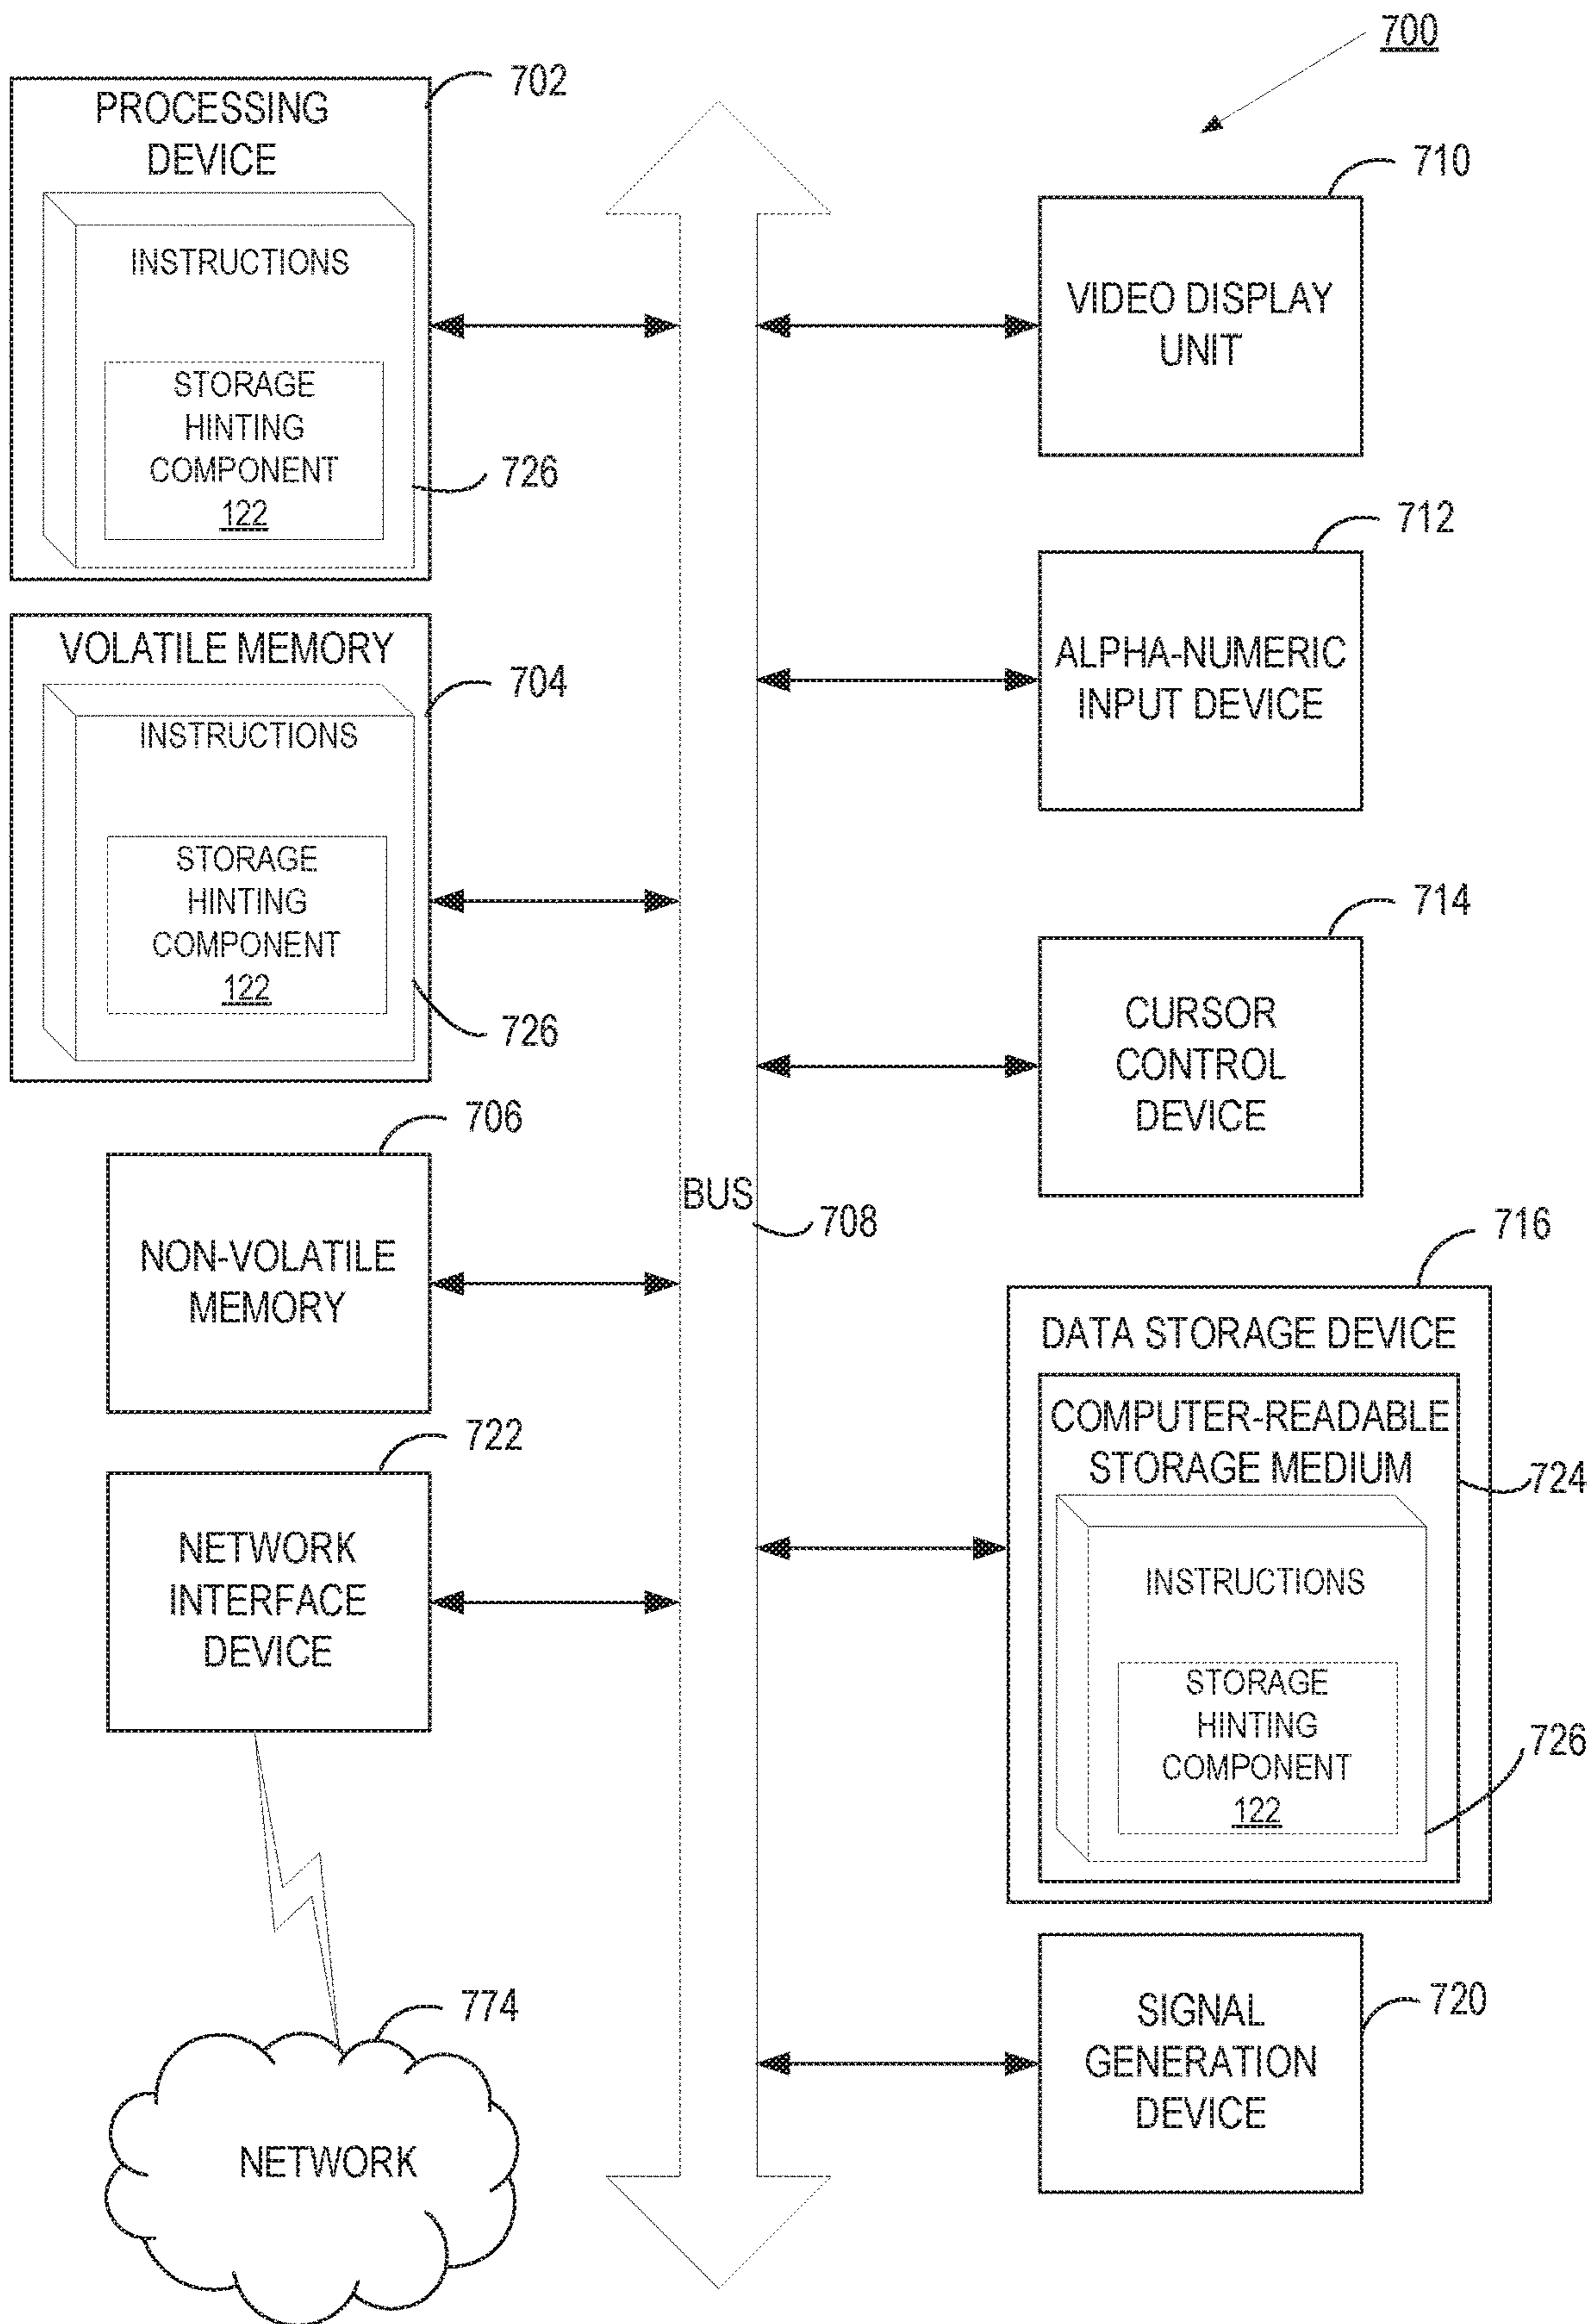 700
702
PROCESSING
DEVICE
INSTRUCTIONS
STORAGE
HINTING
COMPONENT
122
726
VOLATILE MEMORY
704
INSTRUCTIONS
STORAGE
HINTING
COMPONENT
122
726
706
NON-VOLATILE
MEMORY
722
NETWORK
INTERFACE
DEVICE
774
NETWORK
BUS
708
710
VIDEO DISPLAY
UNIT
712
ALPHA-NUMERIC
INPUT DEVICE
714
CURSOR
CONTROL
DEVICE
716
DATA STORAGE DEVICE
COMPUTER-READABLE
STORAGE MEDIUM
724
INSTRUCTIONS
STORAGE
HINTING
COMPONENT
122
726
SIGNAL
GENERATION
DEVICE
720